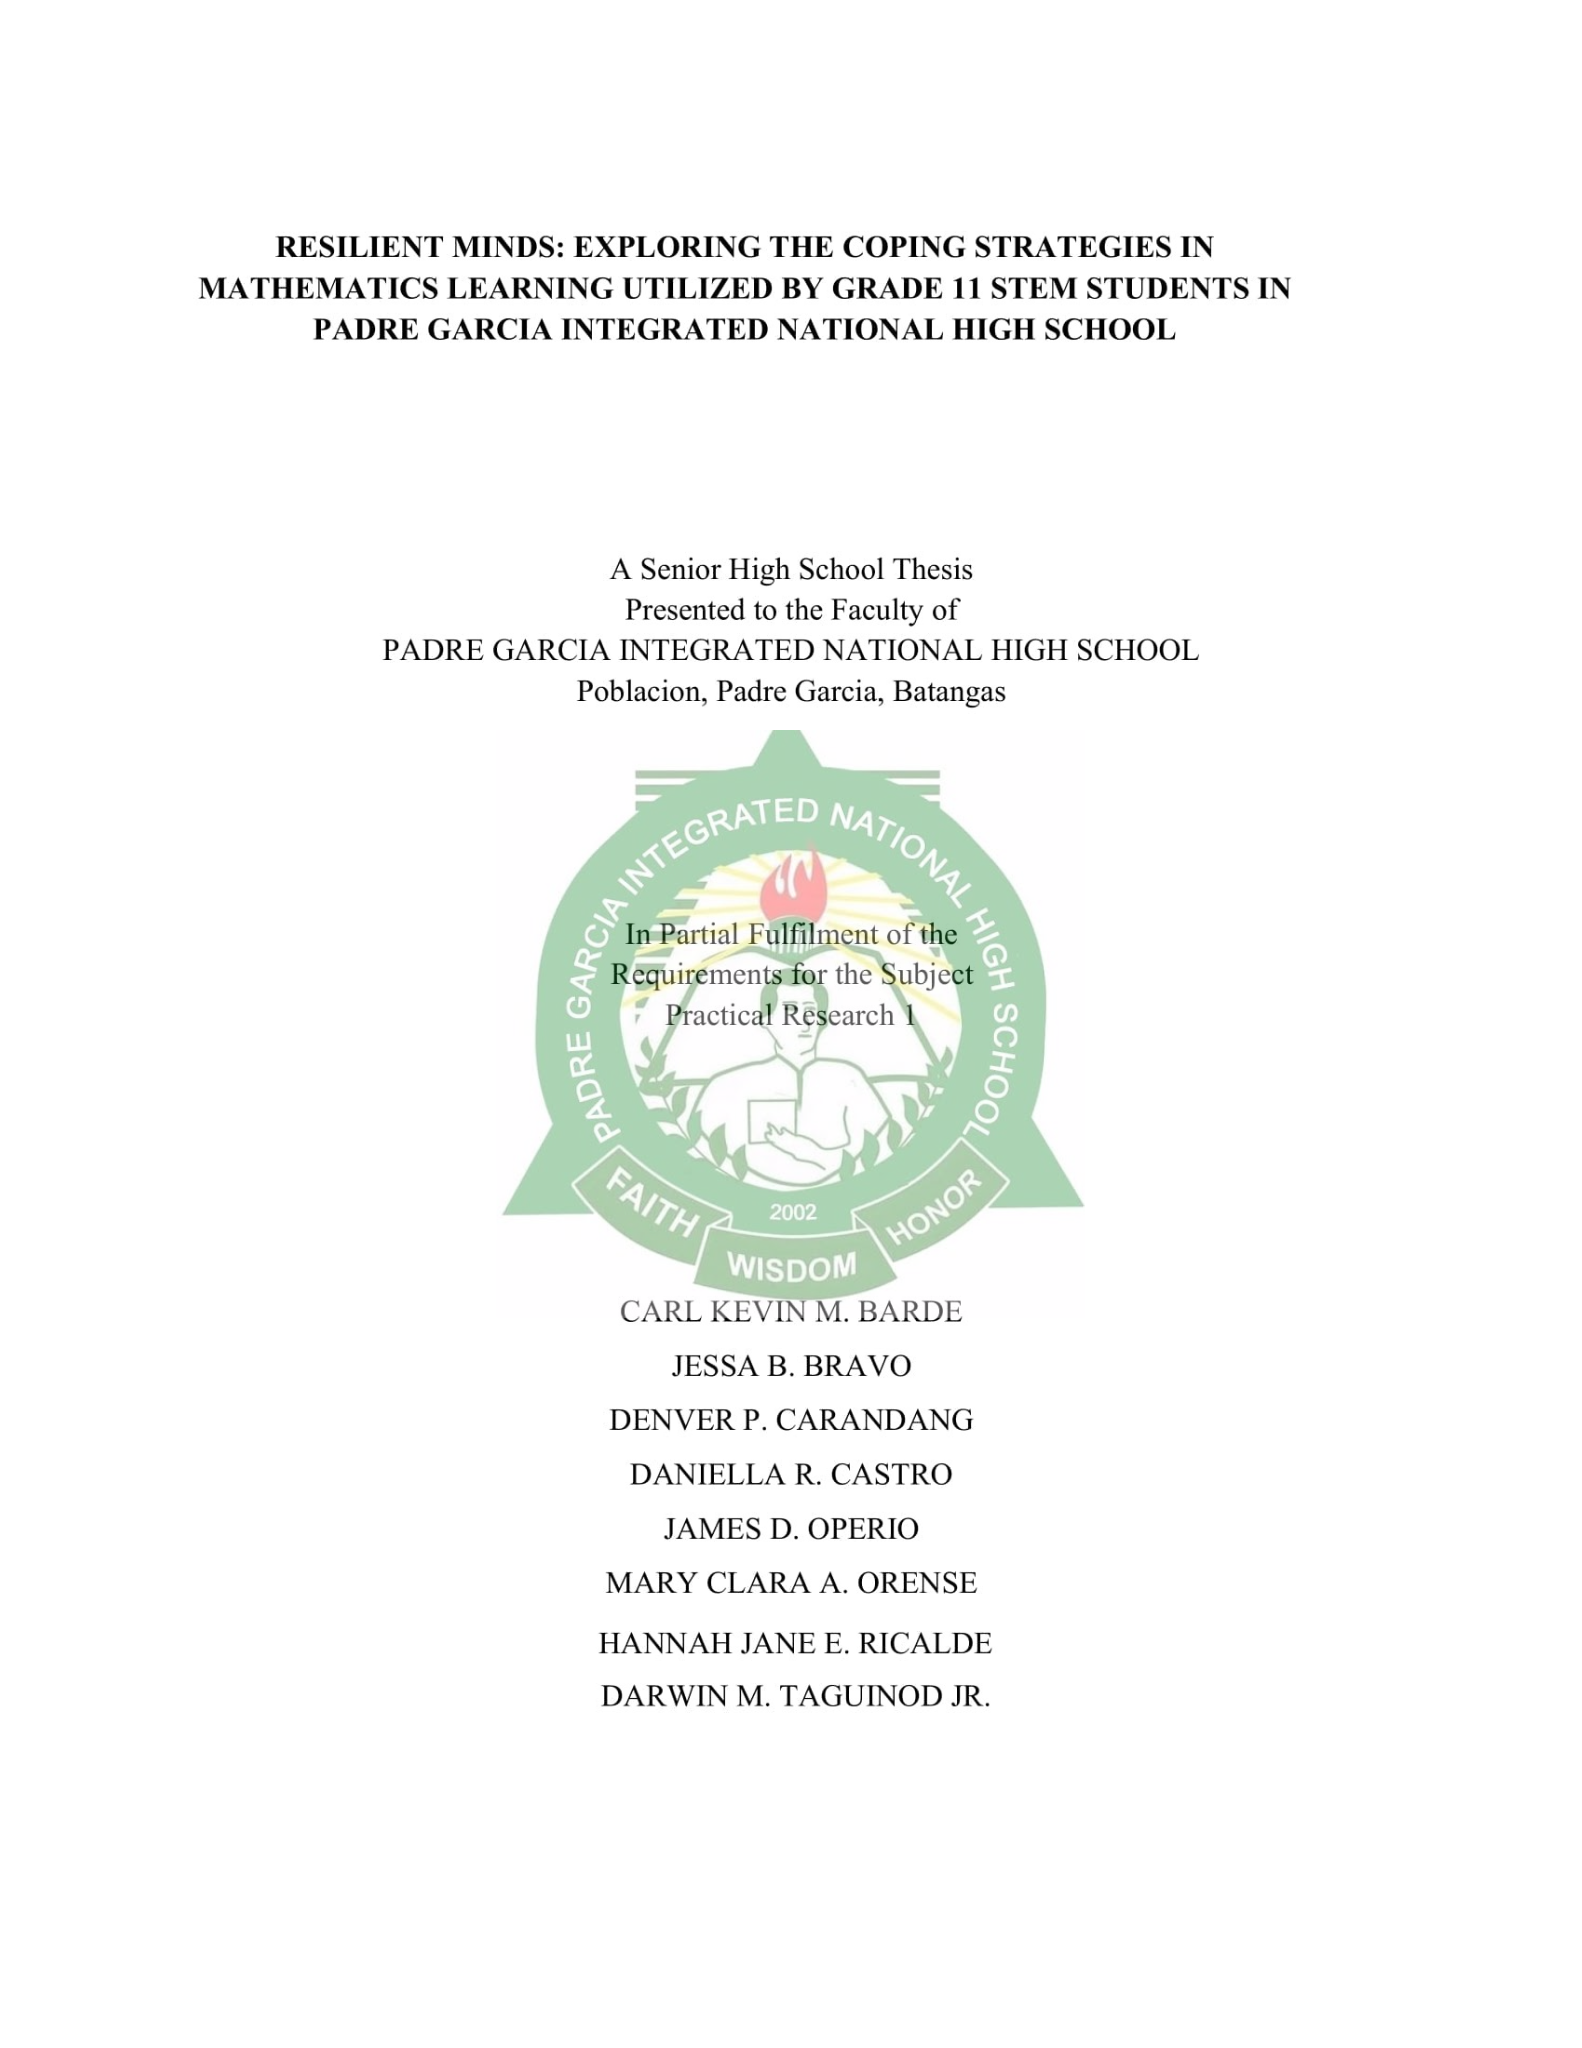 RESILIENT MINDS: EXPLORING THE COPING STRATEGIES IN
MATHEMATICS LEARNING UTILIZED BY GRADE 11 STEM STUDENTS IN
PADRE GARCIA INTEGRATED NATIONAL HIGH SCHOOL
A Senior High School Thesis
Presented to the Faculty of
PADRE GARCIA INTEGRATED NATIONAL HIGH SCHOOL
Poblacion, Padre Garcia, Batangas
PADRE GARCIA INTEGRATED NATIONAL HIGH SCHOOL
In Partial Fulfilment of the
Requirements for the Subject
Practical Research 1
2002
FAITH
WISDOM
HONOR
CARL KEVIN M. BARDE
JESSA B. BRAVO
DENVER P. CARANDANG
DANIELLA R. CASTRO
JAMES D. OPERIO
MARY CLARA A. ORENSE
HANNAH JANE E. RICALDE
DARWIN M. TAGUINOD JR.